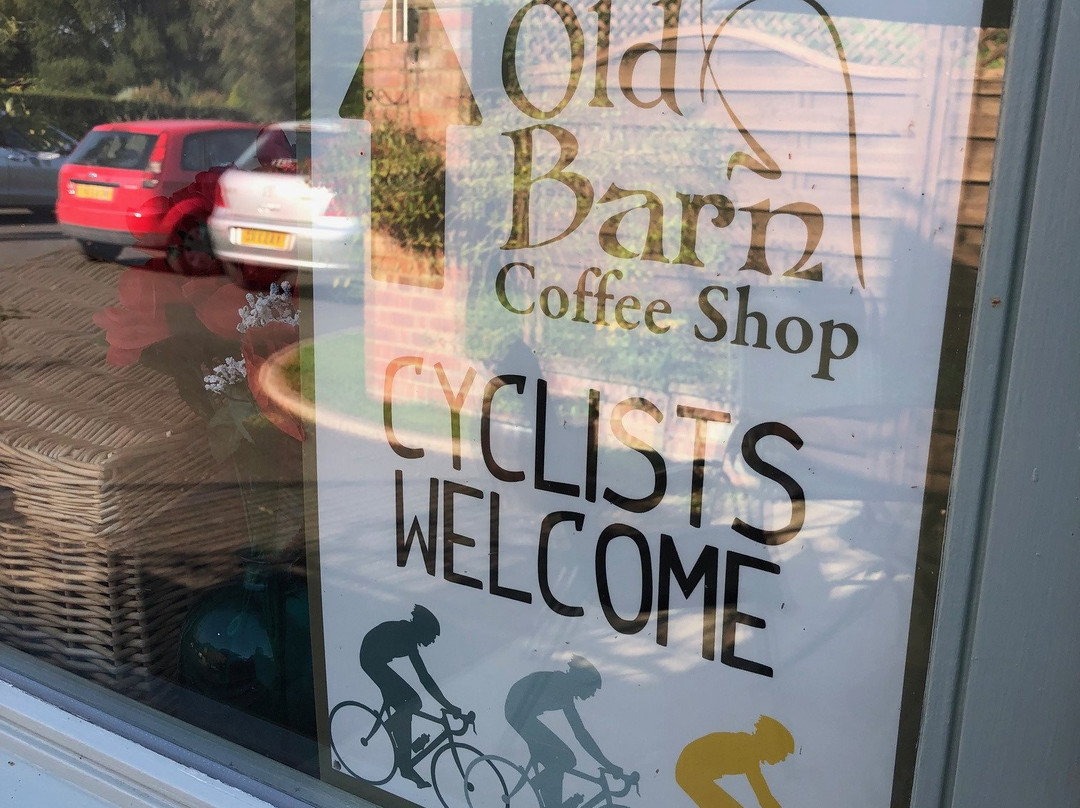 Old
Barn
Coffee Shop
CYCLISTS
WELCOME